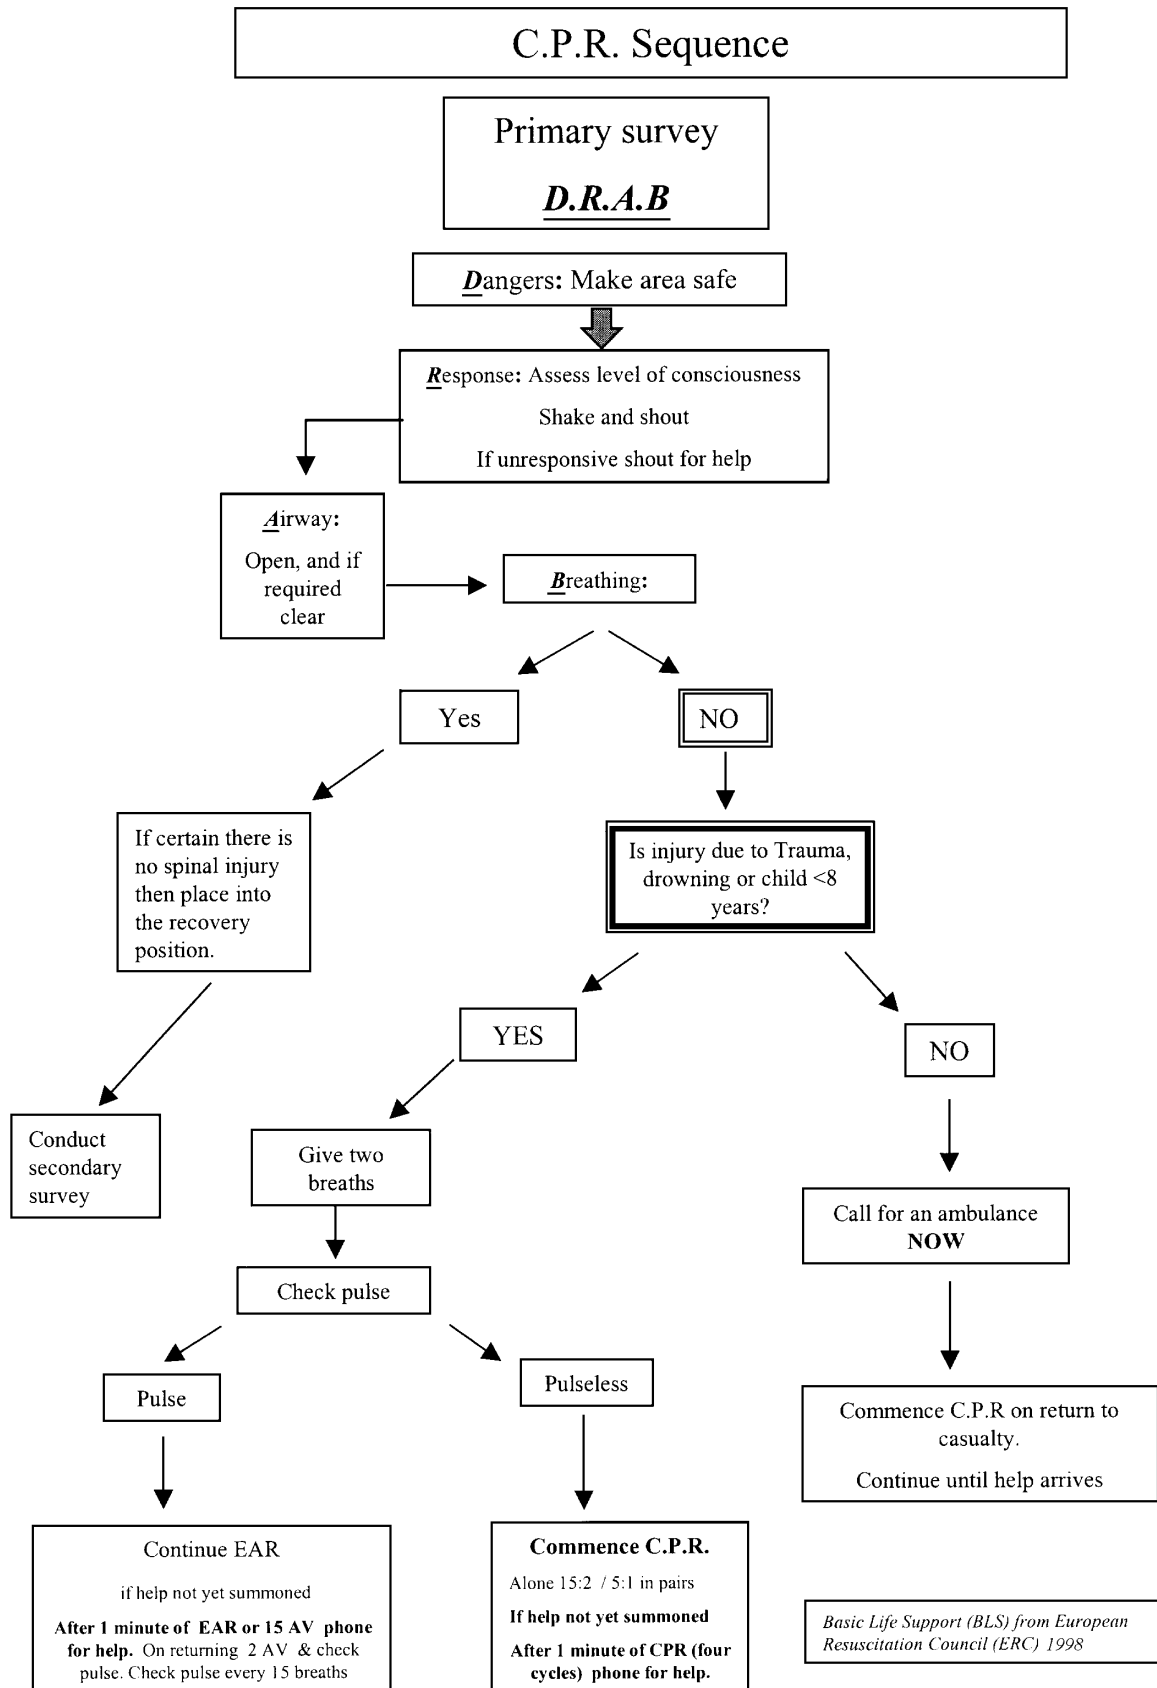 C.P.R. Sequence
Primary survey
D.R.A.B
Dangers: Make area safe
Response: Assess level of consciousness
Shake and shout
If unresponsive shout for help
Airway:
Open, and if
required
clear
Breathing:
Yes
NO
If certain there is
no spinal injury
then place into
the recovery
position.
Is injury due to Trauma,
drowning or child <8
years?
YES
NO
Conduct
secondary
survey
Give two
breaths
Call for an ambulance
NOW
Check pulse
Pulse
Pulseless
Commence C.P.R on return to
casualty.
Continue until help arrives
Continue EAR
if help not yet summoned
After 1 minute of EAR or 15 AV phone
for help. On returning 2 AV & check
pulse. Check pulse every 15 breaths
Commence C.P.R.
Alone 15:2 / 5:1 in pairs
If help not yet summoned
After 1 minute of CPR (four
cycles) phone for help.
Basic Life Support (BLS) from European
Resuscitation Council (ERC) 1998